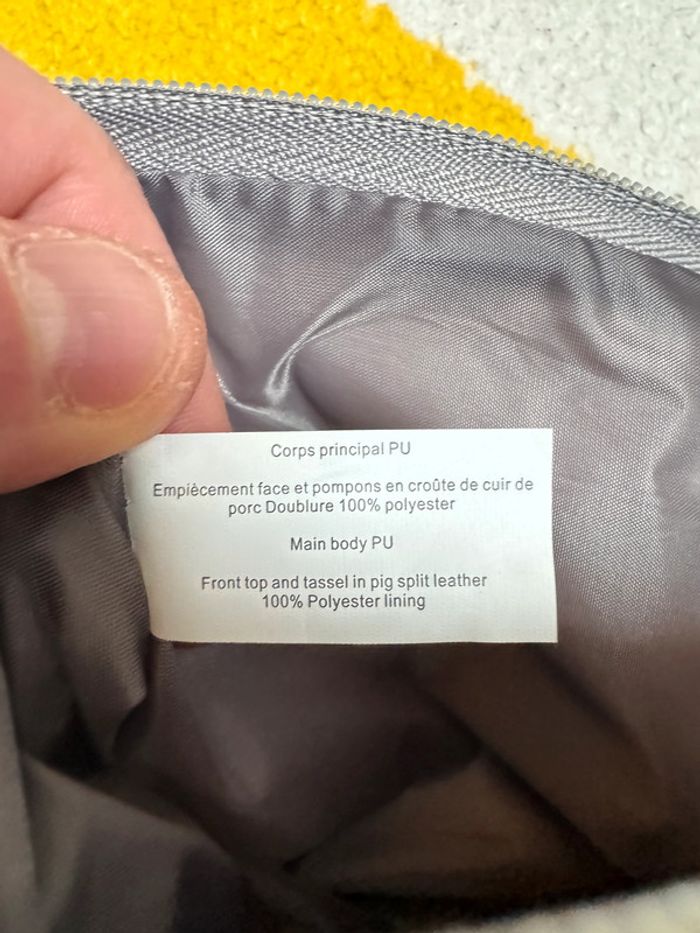 Corps principal PU
Empiècement face et pompons en croûte de cuir de
porc Doublure 100% polyester
Main body PU
Front top and tassel in pig split leather
100% Polyester lining